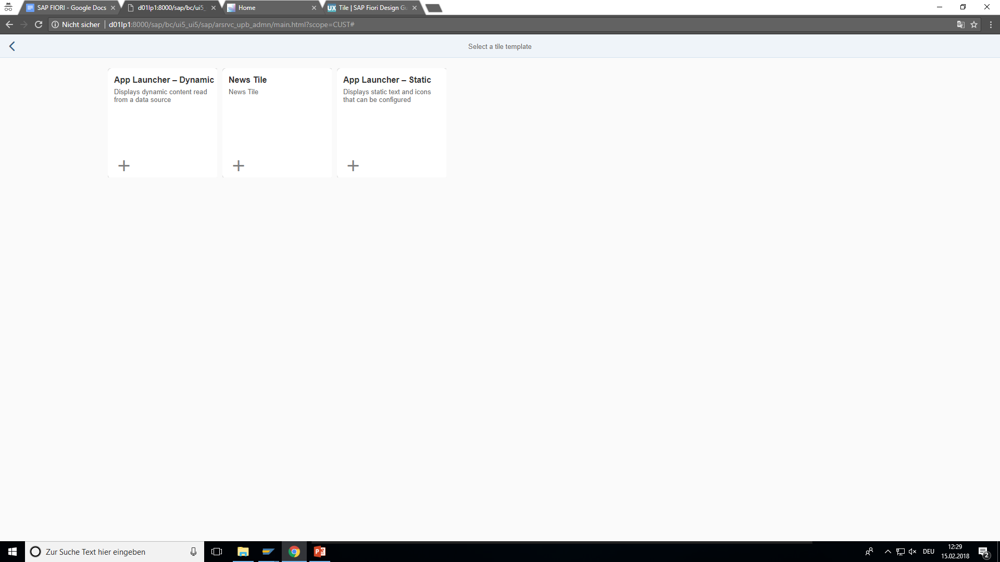 SAP FIORI - Google Docs
d01lp1:8000/sap/bc/ui5_
Home
UX Tile | SAP Fiori Design Gu
Nicht sicher
d01lp1:8000/sap/bc/ui5_ui5/sap/arsrvc_upb_admn/main.html?scope=CUST#
Select a tile template
App Launcher – Dynamic
Displays dynamic content read
from a data source
News Tile
News Tile
App Launcher – Static
Displays static text and icons
that can be configured
Zur Suche Text hier eingeben
DEU
12:29
15.02.2018
2